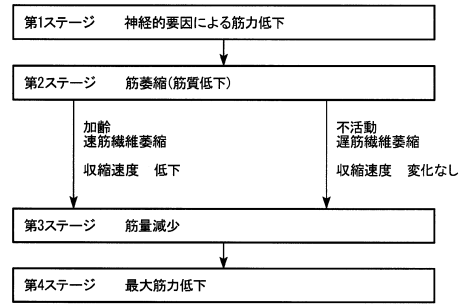 第1ステージ　神経的要因による筋力低下
第2ステージ　筋萎縮(筋質低下)
加齢
速筋繊維萎縮
収縮速度　低下
不活動
遅筋繊維萎縮
収縮速度　変化なし
第3ステージ　筋量減少
第4ステージ　最大筋力低下